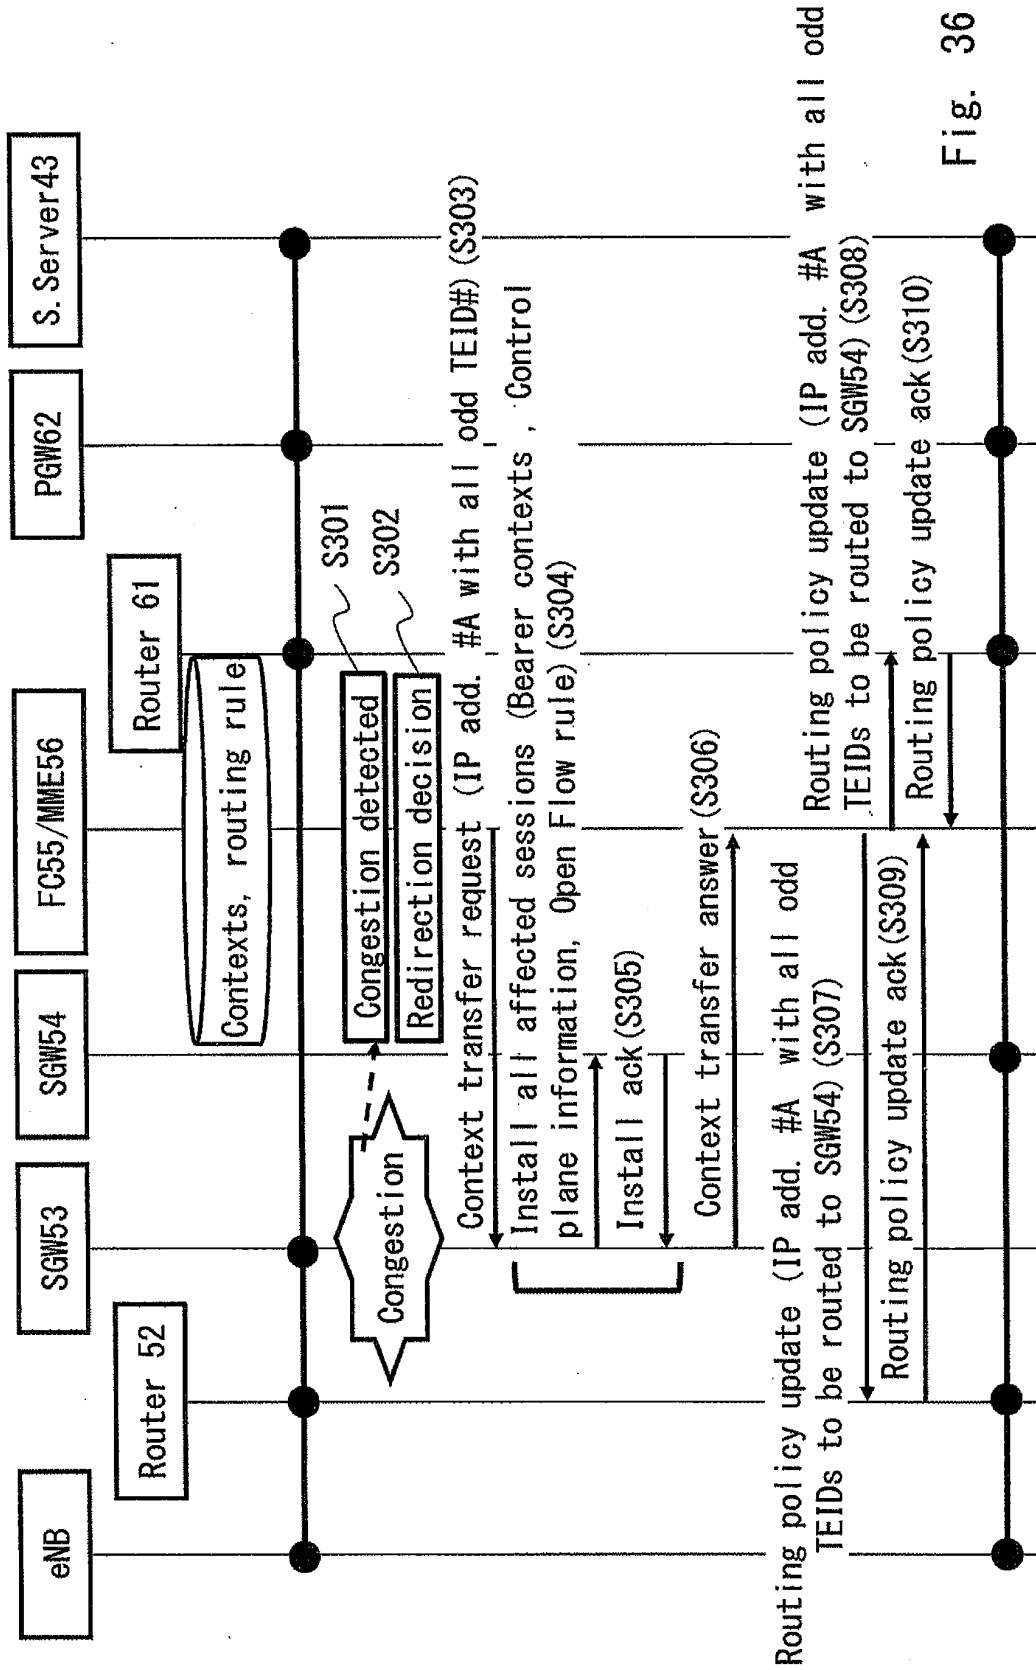 eNB
Router 52
SGW53
SGW54
FC55/MME56
Router 61
PGW62
S.Server43
Contexts, routing rule
Congestion
Congestion detected
S301
Redirection decision
S302
Context transfer request (IP add. #A with all odd TEID#) (S303)
Install all affected sessions (Bearer contexts , Control
plane information, Open Flow rule) (S304)
Install ack(S305)
Context transfer answer(S306)
Routing policy update (IP add. #A with all odd
TEIDs to be routed to SGW54) (S307)
Routing policy update (IP add. #A with all odd
TEIDs to be routed to SGW54) (S308)
Routing policy update ack(S309)
Routing policy update ack(S310)
Fig. 36